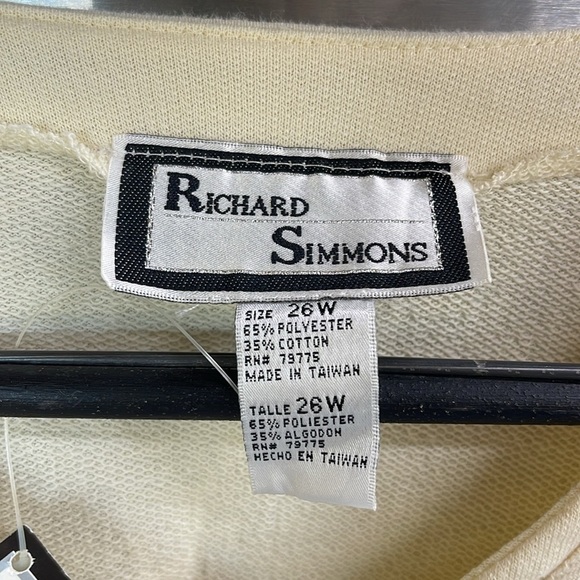 RICHARD
SIMMONS
SIZE 26W
65% POLYESTER
35% COTTON
RN# 79775
MADE IN TAIWAN
TALLE 26W
65% POLIESTER
35% ALGODON
RN# 79775
HECHO EN TAIWAN